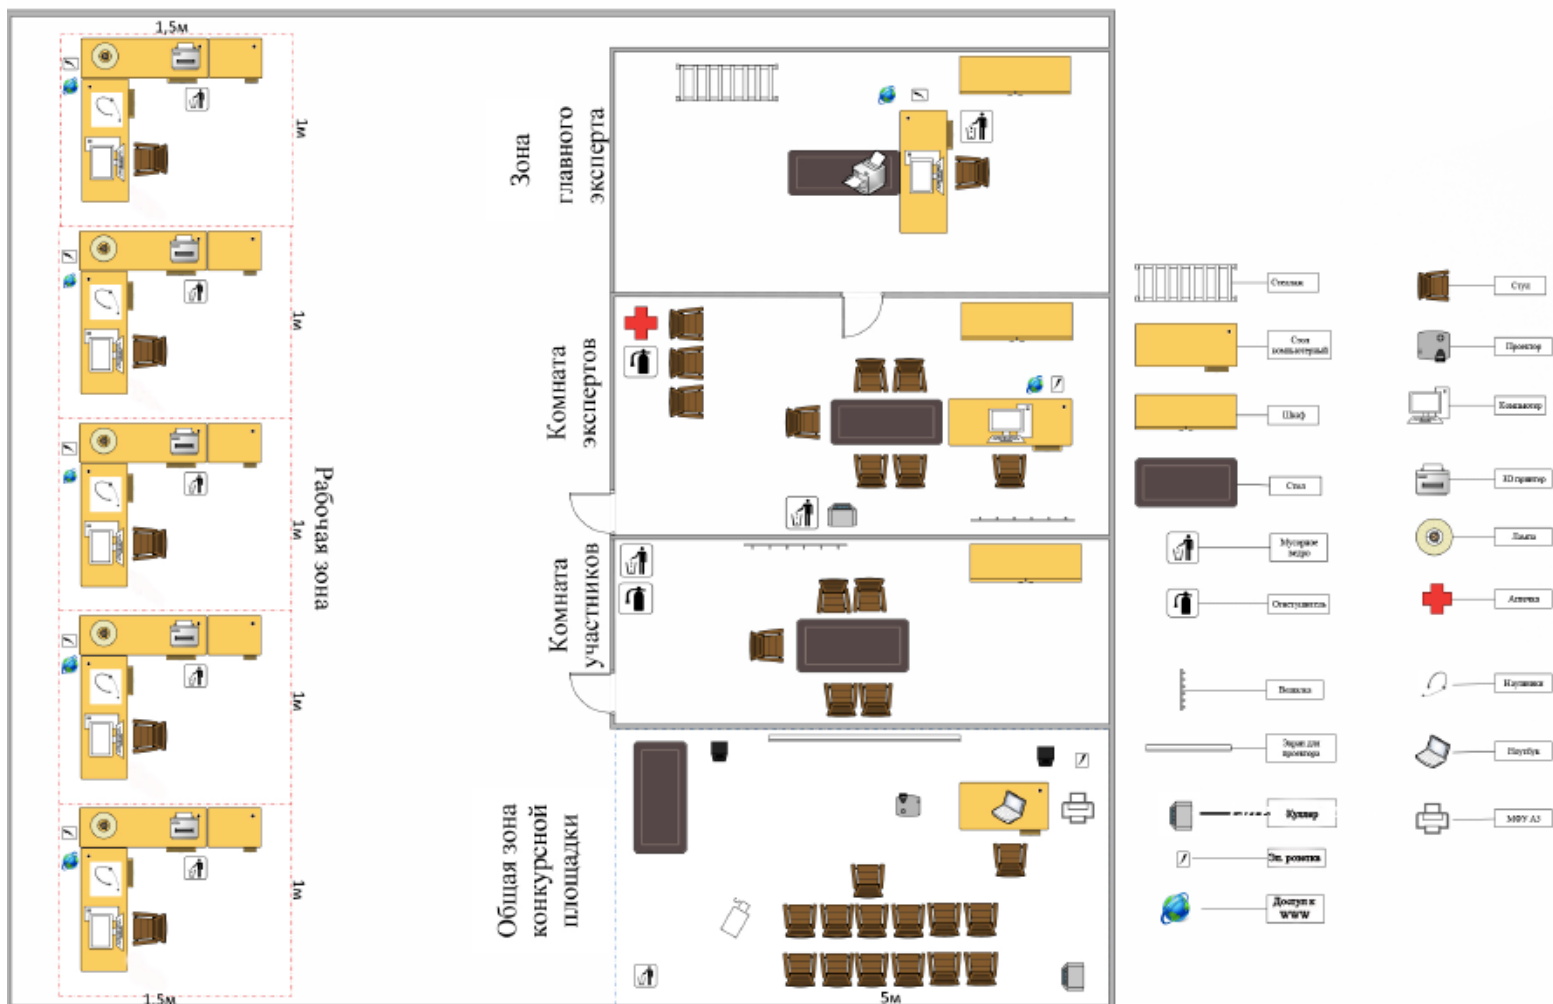 1,5м
1м
1м
1м
1м
1м
1,5м
Рабочая зона
Зона
главного
эксперта
Комната
экспертов
Комната
участников
Общая зона
конкурсной
площадки
5м
Стеллаж
Стол
компьютерный
Шкаф
Стол
Мусорное
ведро
Огнетушитель
Вешалка
Экран для
проектора
Куллер
Эл. розетка
Доступ к
WWW
Стул
Проектор
Компьютер
3D принтер
Лампа
Аптечка
Наушники
Ноутбук
МФУ А3